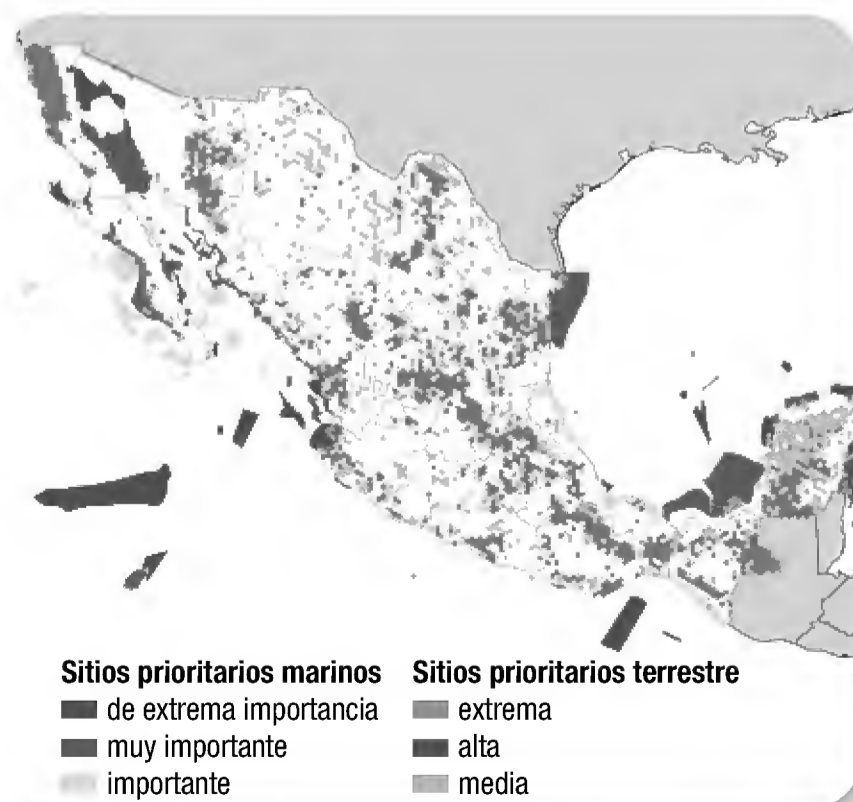 Sitios prioritarios marinos
de extrema importancia
muy importante
importante
Sitios prioritarios terrestre
extrema
alta
media